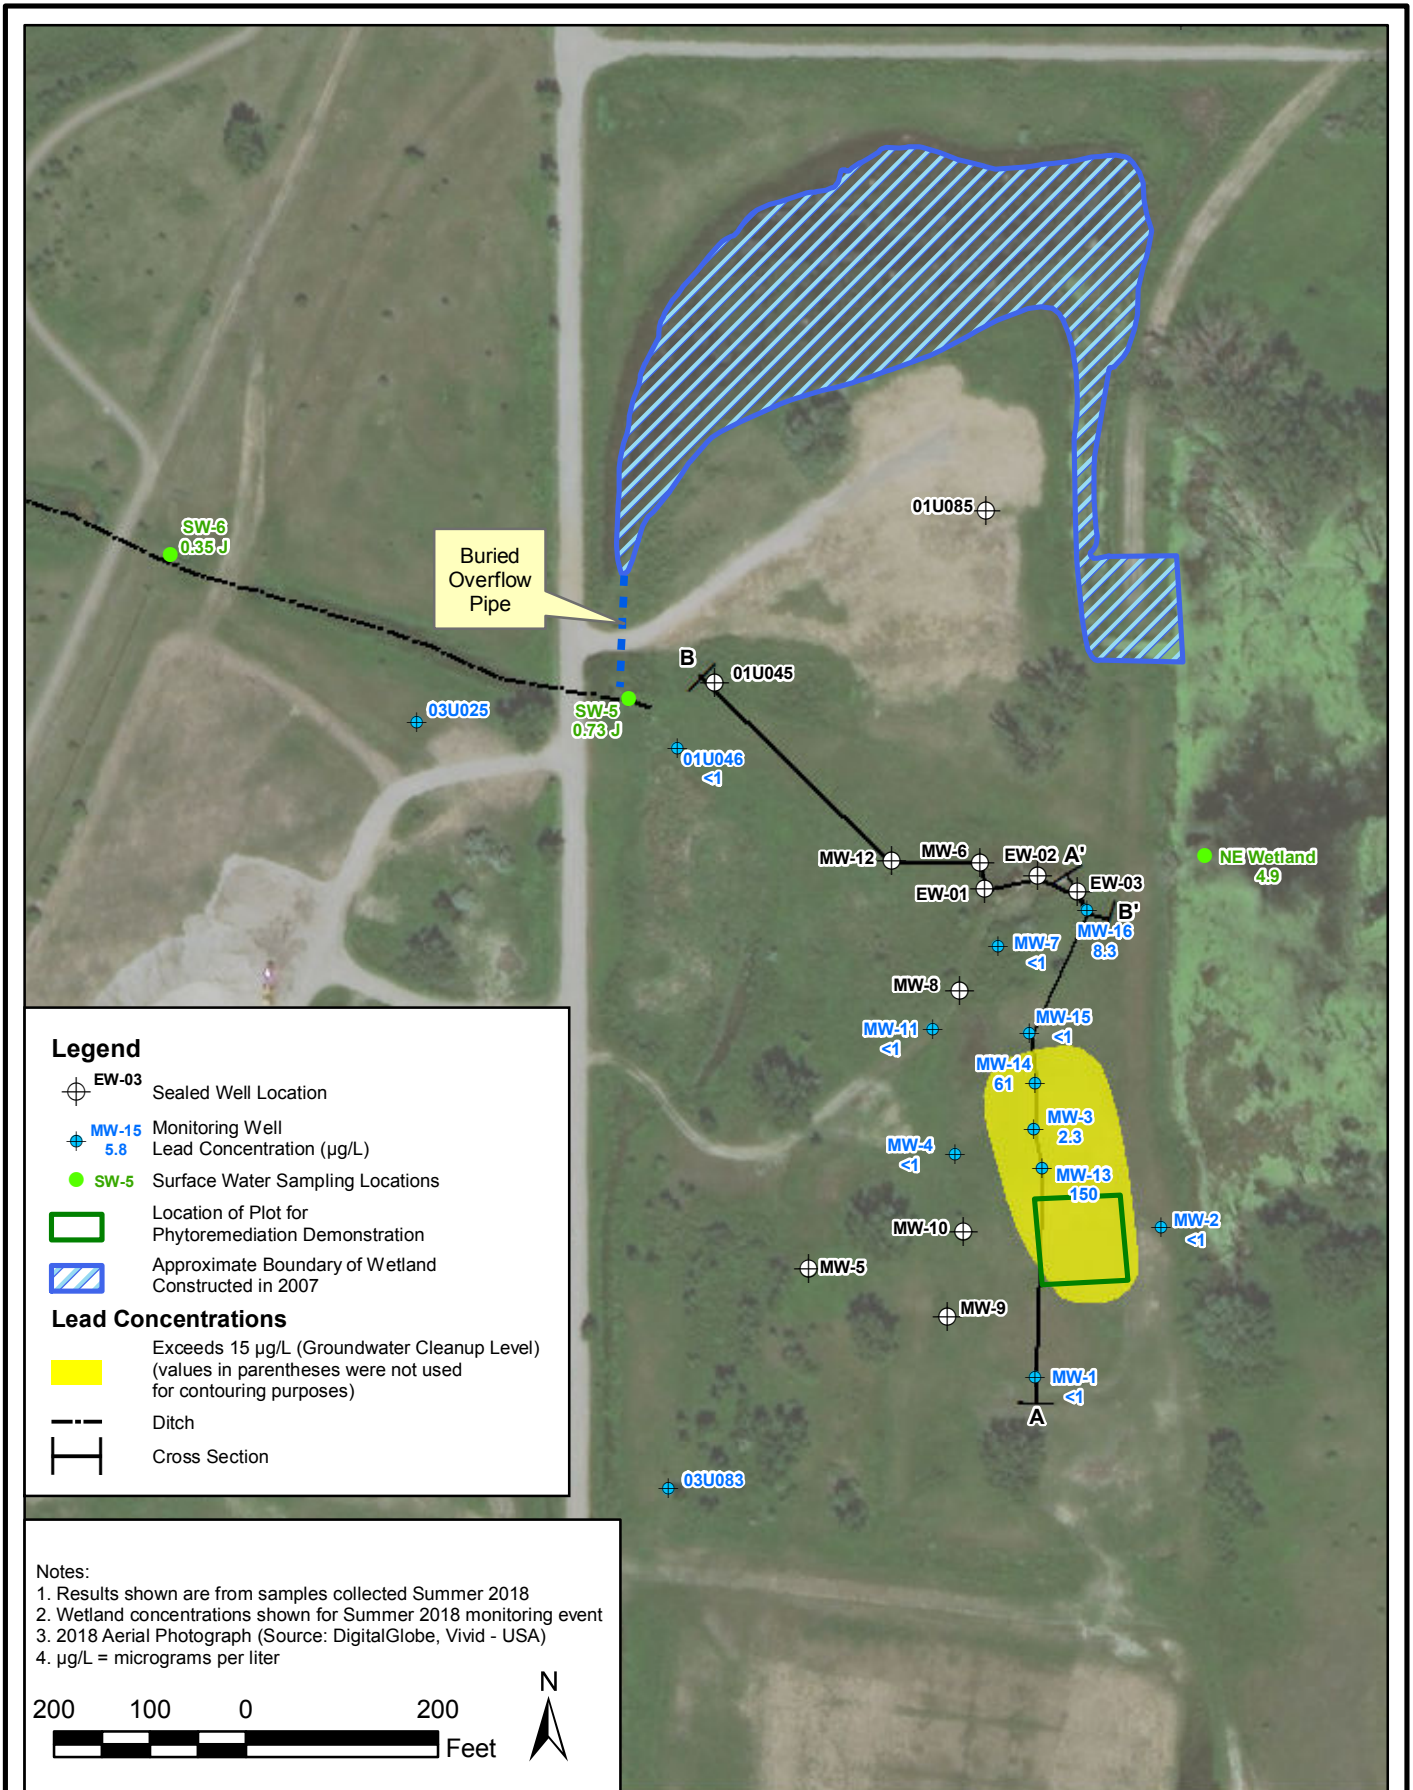 SW-6
0.35 J
Buried
Overflow
Pipe
01U085
B
01U045
03U025
SW-5
0.73 J
01U046
<1
MW-12
MW-6
EW-02
A'
EW-01
EW-03
B'
NE Wetland
4.9
MW-16
8.3
MW-7
<1
MW-8
MW-11
<1
MW-15
<1
MW-14
61
MW-3
2.3
MW-4
<1
MW-13
150
MW-10
MW-2
<1
MW-5
MW-9
MW-1
<1
A
03U083
Legend
EW-03
Sealed Well Location
MW-15
5.8
Monitoring Well
Lead Concentration (µg/L)
SW-5
Surface Water Sampling Locations
Location of Plot for
Phytoremediation Demonstration
Approximate Boundary of Wetland
Constructed in 2007
Lead Concentrations
Exceeds 15 µg/L (Groundwater Cleanup Level)
(values in parentheses were not used
for contouring purposes)
Ditch
Cross Section
Notes:
1. Results shown are from samples collected Summer 2018
2. Wetland concentrations shown for Summer 2018 monitoring event
3. 2018 Aerial Photograph (Source: DigitalGlobe, Vivid - USA)
4. µg/L = micrograms per liter
200 100 0 200
Feet
N